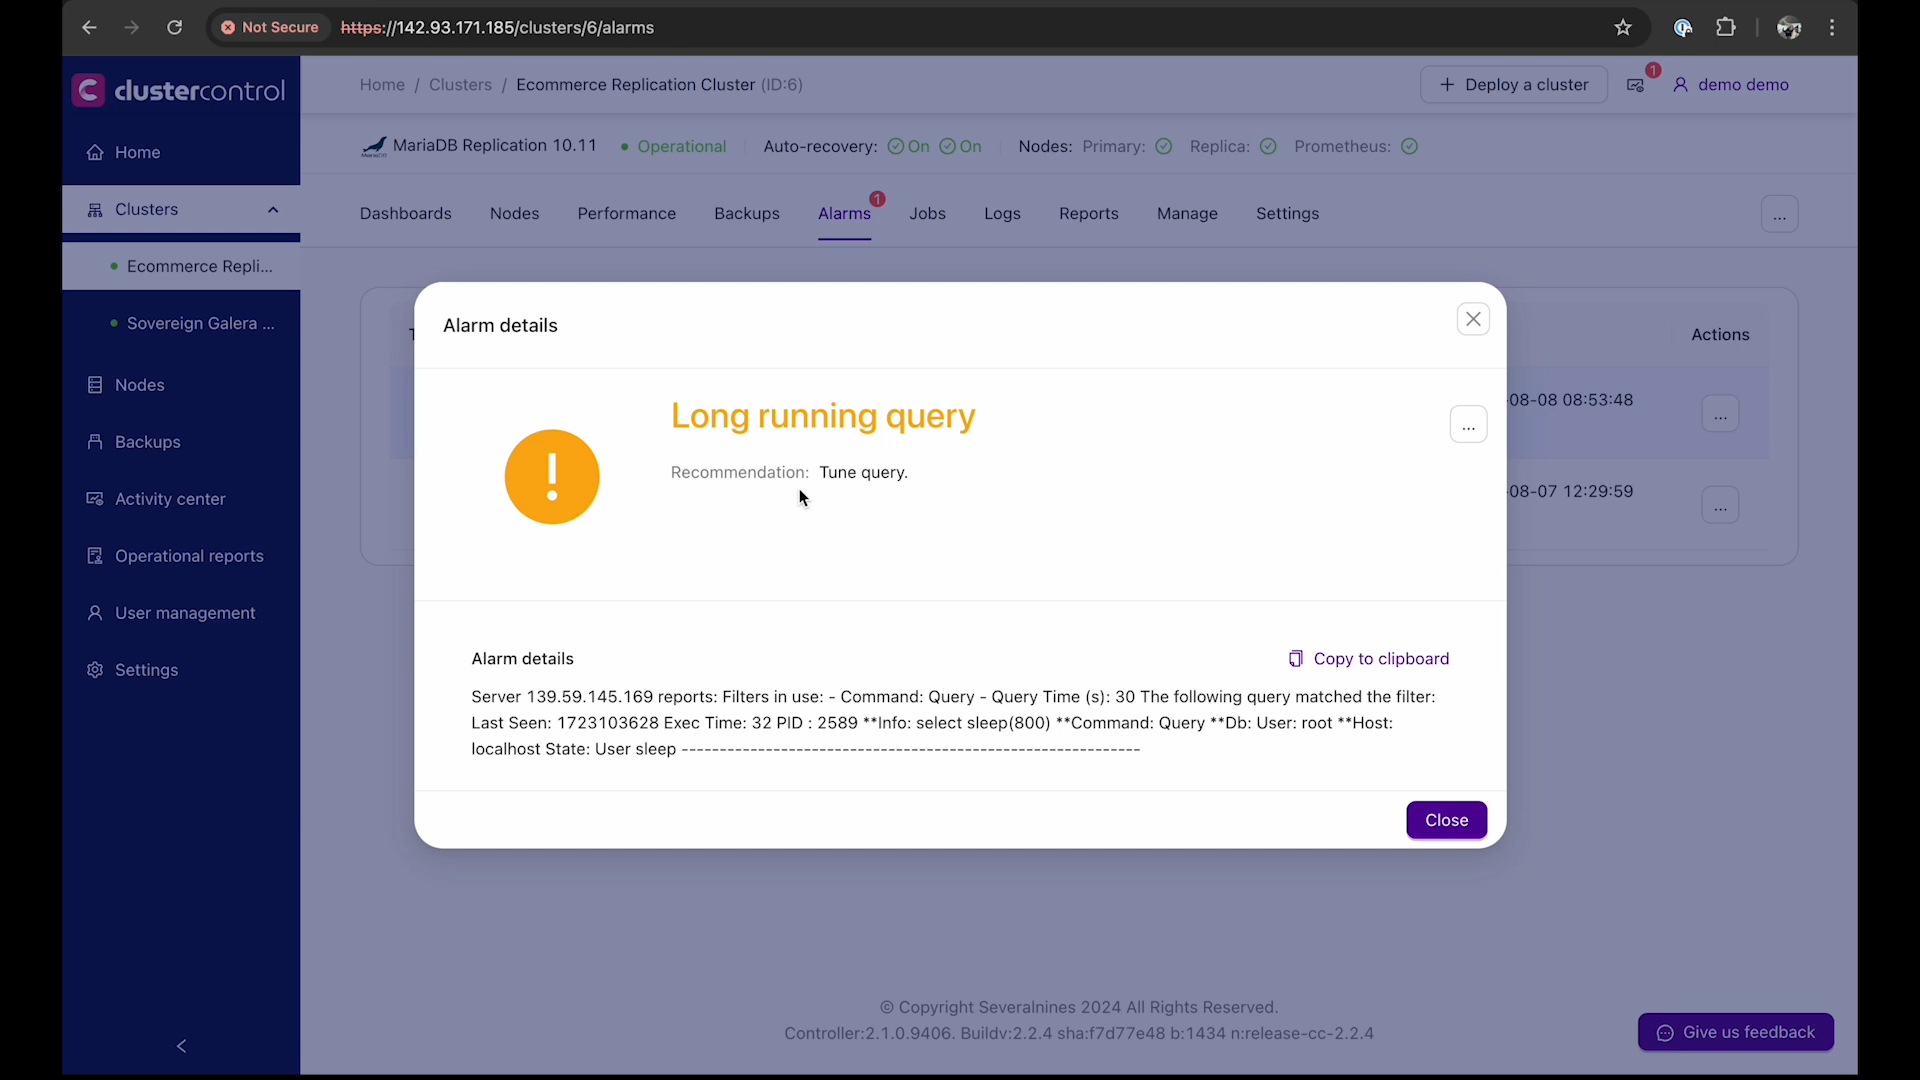 Not Secure https://142.93.171.185/clusters/6/alarms
clustercontrol
Home / Clusters / Ecommerce Replication Cluster (ID:6)
+ Deploy a cluster
1
demo demo
MariaDB
MariaDB Replication 10.11
Operational
Auto-recovery: On On
Nodes: Primary: Replica: Prometheus:
Home
Clusters
Ecommerce Repli...
Sovereign Galera ...
Nodes
Backups
Activity center
Operational reports
User management
Settings
Dashboards Nodes Performance Backups Alarms 1 Jobs Logs Reports Manage Settings
...
Actions
08-08 08:53:48
...
08-07 12:29:59
...
Alarm details
Long running query
...
Recommendation: Tune query.
Alarm details
Copy to clipboard
Server 139.59.145.169 reports: Filters in use: - Command: Query - Query Time (s): 30 The following query matched the filter:
Last Seen: 1723103628 Exec Time: 32 PID : 2589 **Info: select sleep(800) **Command: Query **Db: User: root **Host:
localhost State: User sleep ------------------------------------------------------------
Close
© Copyright Severalnines 2024 All Rights Reserved.
Controller:2.1.0.9406. Buildv:2.2.4 sha:f7d77e48 b:1434 n:release-cc-2.2.4
Give us feedback